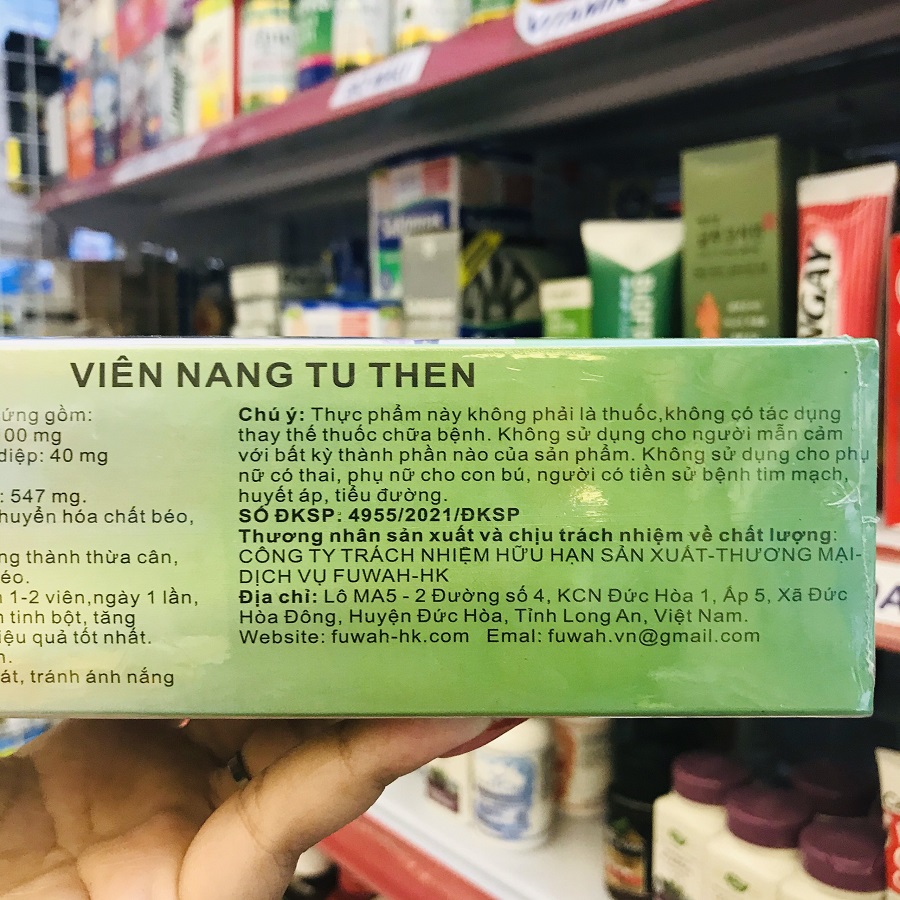 VIÊN NANG TU THEN
ứng gồm:
00 mg
diệp: 40 mg
: 547 mg.
huyển hóa chất béo,
ng thành thừa cân,
éo.
1-2 viên,ngày 1 lần,
tinh bột, tăng
iệu quả tốt nhất.
át, tránh ánh nắng
Chú ý: Thực phẩm này không phải là thuốc,không có tác dụng
thay thế thuốc chữa bệnh. Không sử dụng cho người mẫn cảm
với bất kỳ thành phần nào của sản phẩm. Không sử dụng cho phụ
nữ có thai, phụ nữ cho con bú, người có tiền sử bệnh tim mạch,
huyết áp, tiểu đường.
SỐ ĐKSP: 4955/2021/ĐKSP
Thương nhân sản xuất và chịu trách nhiệm về chất lượng:
CÔNG TY TRÁCH NHIỆM HỮU HẠN SẢN XUẤT-THƯƠNG MẠI-
DỊCH VỤ FUWAH-HK
Địa chỉ: Lô MA5 - 2 Đường số 4, KCN Đức Hòa 1, Ấp 5, Xã Đức
Hòa Đông, Huyện Đức Hòa, Tỉnh Long An, Việt Nam.
Website: fuwah-hk.com Emal: fuwah.vn@gmail.com
NGAY